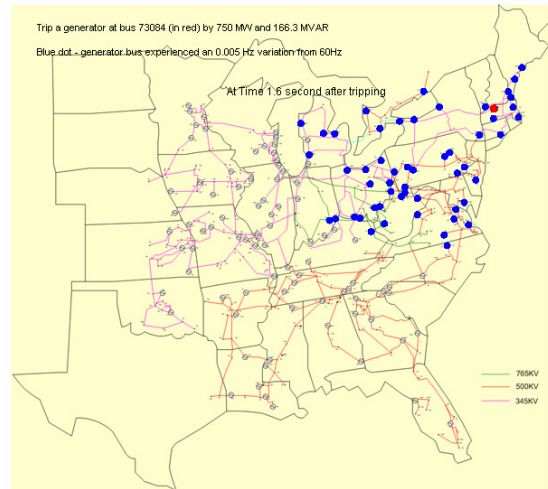 Trip a generator at bus 73084 (in red) by 750 MW and 166.3 MVAR
Blue dot - generator bus experienced an 0.005 Hz variation from 60Hz
At Time 1.6 second after tripping
765KV
500KV
345KV